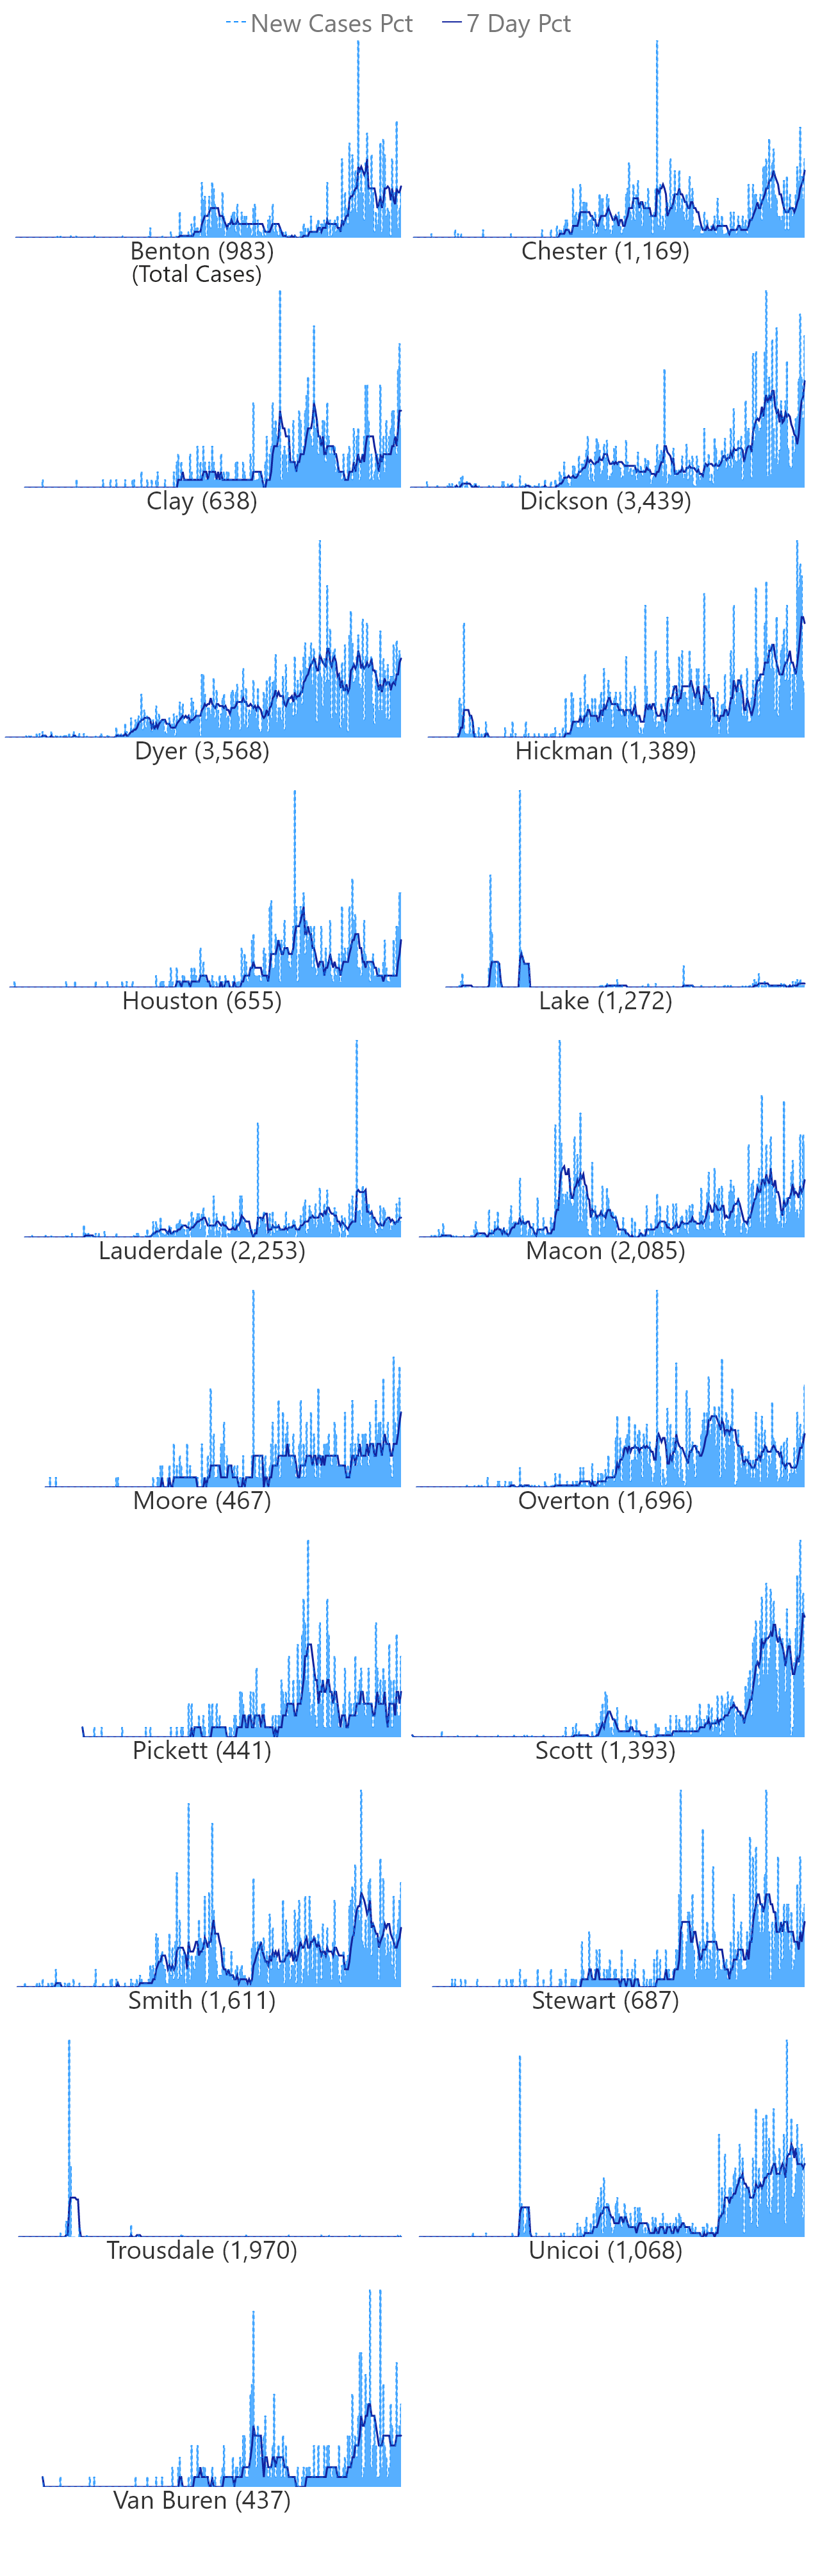 New Cases Pct 7 Day Pct
Benton (983) Chester (1,169)
(Total Cases)
Clay (638) Dickson (3,439)
Dyer (3,568) Hickman (1,389)
Houston (655) Lake (1,272)
Lauderdale (2,253) Macon (2,085)
Moore (467) Overton (1,696)
Pickett (441) Scott (1,393)
Smith (1,611) Stewart (687)
Trousdale (1,970) Unicoi (1,068)
Van Buren (437)